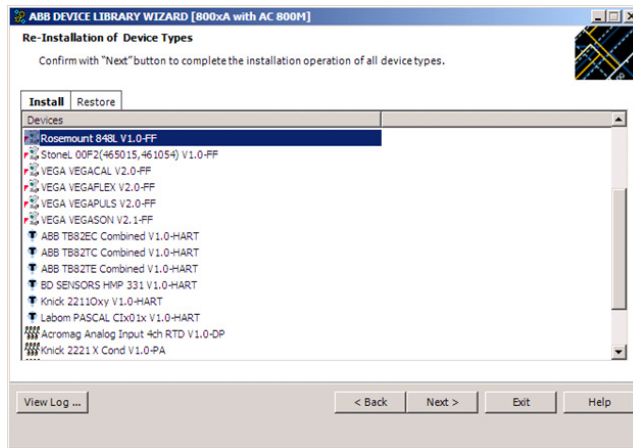 ABB DEVICE LIBRARY WIZARD [800xA with AC 800M]
Re-Installation of Device Types
Confirm with "Next" button to complete the installation operation of all device types.
Install Restore
Devices
Rosemount 848L V1.0-FF
StoneL 00F2(465015,461054) V1.0-FF
VEGA VEGACAL V2.0-FF
VEGA VEGAFLEX V2.0-FF
VEGA VEGAPULS V2.0-FF
VEGA VEGASON V2.1-FF
ABB TB82EC Combined V1.0-HART
ABB TB82TC Combined V1.0-HART
ABB TB82TE Combined V1.0-HART
BD SENSORS HMP 331 V1.0-HART
Knick 2211Oxy V1.0-HART
Labom PASCAL CIx01x V1.0-HART
Acromag Analog Input 4ch RTD V1.0-DP
Knick 2221 X Cond V1.0-PA
View Log ... < Back Next > Exit Help